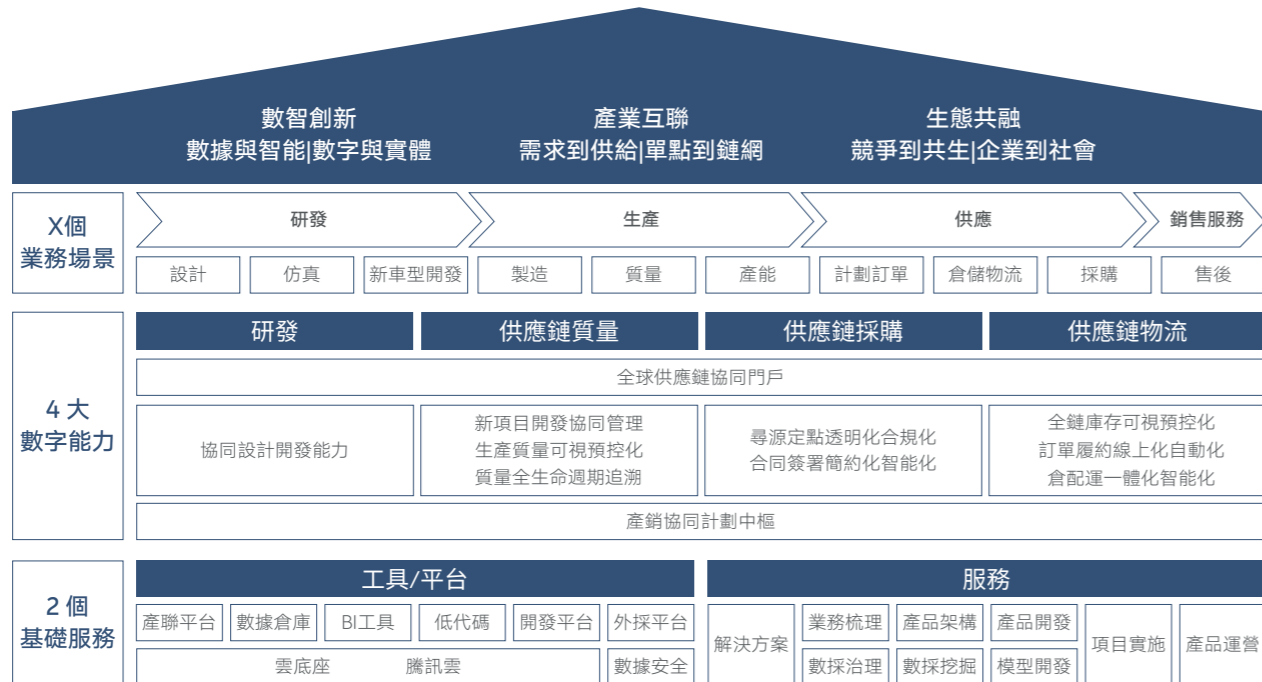 數智創新
數據與智能|數字與實體
產業互聯
需求到供給|單點到鏈網
生態共融
競爭到共生|企業到社會
X個
業務場景
研發
生產
供應
銷售服務
設計
仿真
新車型開發
製造
質量
產能
計劃訂單
倉儲物流
採購
售後
4 大
數字能力
研發
供應鏈質量
供應鏈採購
供應鏈物流
全球供應鏈協同門戶
協同設計開發能力
新項目開發協同管理
生產質量可視預控化
質量全生命週期追溯
尋源定點透明化合規化
合同簽署簡約化智能化
全鏈庫存可視預控化
訂單履約線上化自動化
倉配運一體化智能化
產銷協同計劃中樞
2 個
基礎服務
工具/平台
產聯平台
數據倉庫
BI工具
低代碼
開發平台
外採平台
雲底座
騰訊雲
數據安全
服務
解決方案
業務梳理
產品架構
產品開發
數採治理
數採挖掘
模型開發
項目實施
產品運營